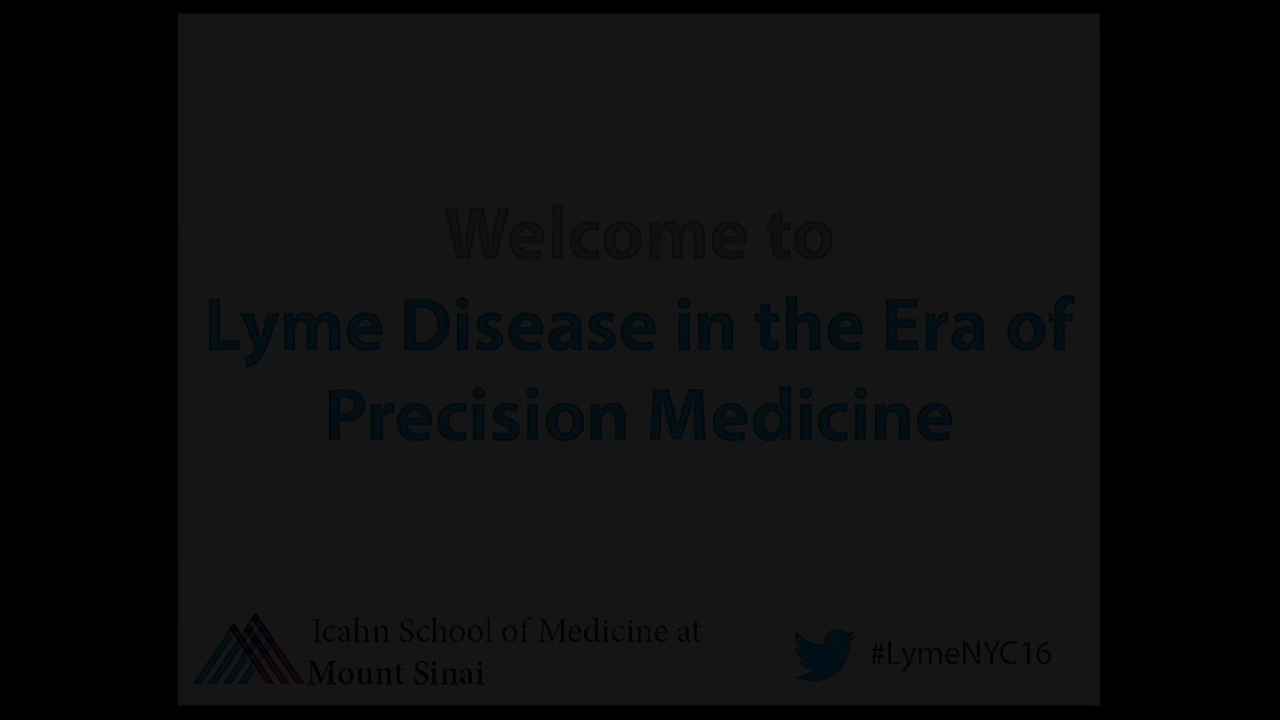 Welcome to
Lyme Disease in the Era of
Precision Medicine
Icahn School of Medicine at
Mount Sinai
#LymeNYC16